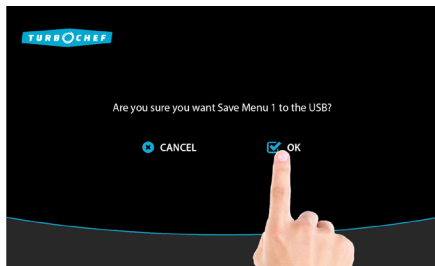 TURBOCHEF
Are you sure you want Save Menu 1 to the USB?
CANCEL
OK